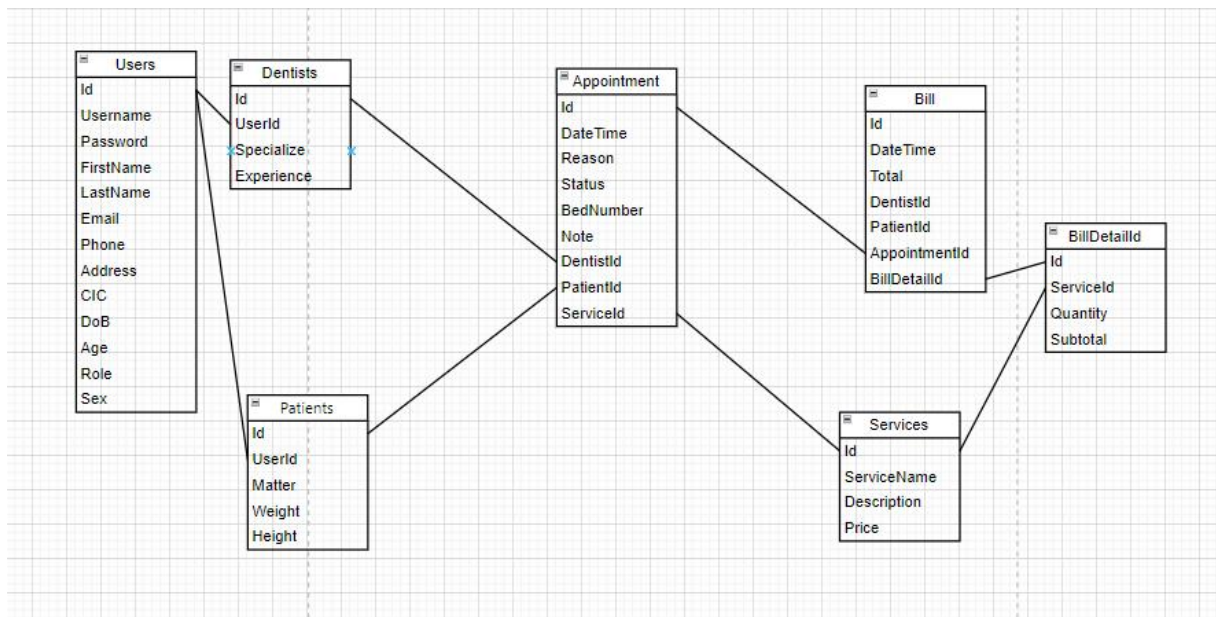 Users
Id
Username
Password
FirstName
LastName
Email
Phone
Address
CIC
DoB
Age
Role
Sex
Dentists
Id
UserId
Specialize
Experience
Patients
Id
UserId
Matter
Weight
Height
Appointment
Id
DateTime
Reason
Status
BedNumber
Note
DentistId
PatientId
ServiceId
Bill
Id
DateTime
Total
DentistId
PatientId
AppointmentId
BillDetailId
Services
Id
ServiceName
Description
Price
BillDetailId
Id
ServiceId
Quantity
Subtotal